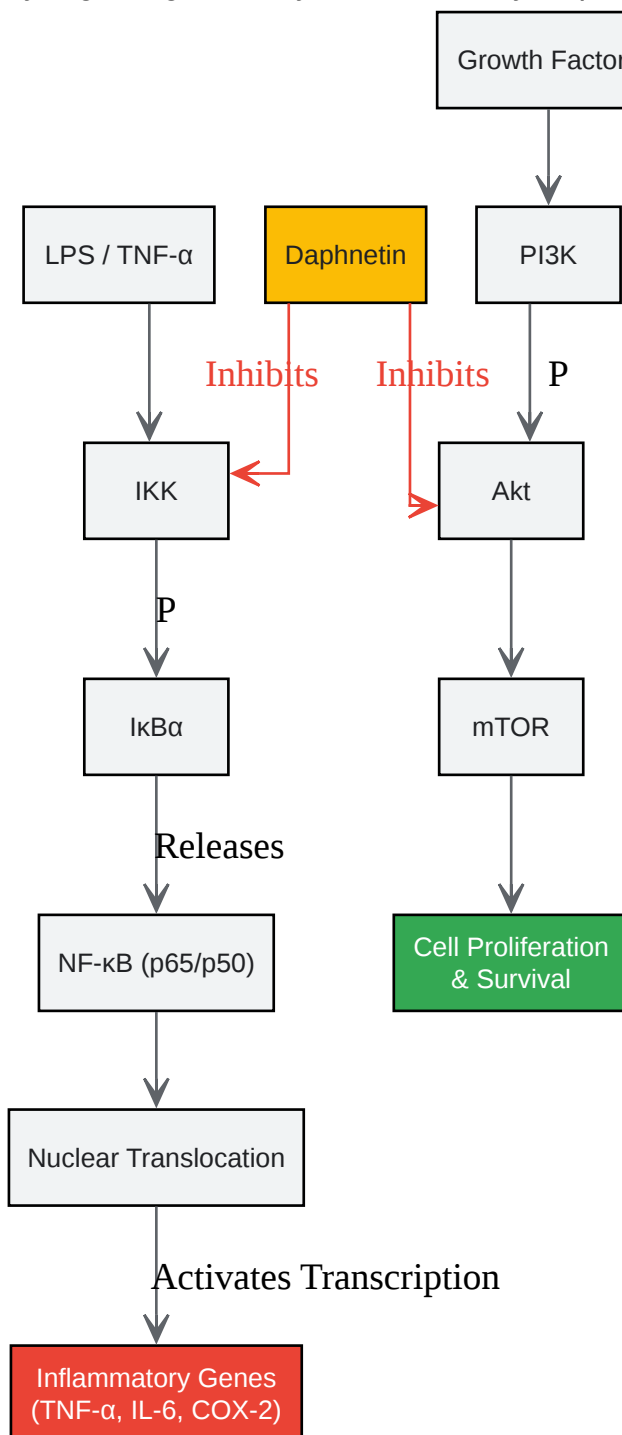 Growth Factor
LPS / TNF-α
Daphnetin
PI3K
Inhibits
Inhibits
P
IKK
Akt
P
IκBα
mTOR
Releases
NF-κB (p65/p50)
Cell Proliferation
& Survival
Nuclear Translocation
Activates Transcription
Inflammatory Genes
(TNF-α, IL-6, COX-2)